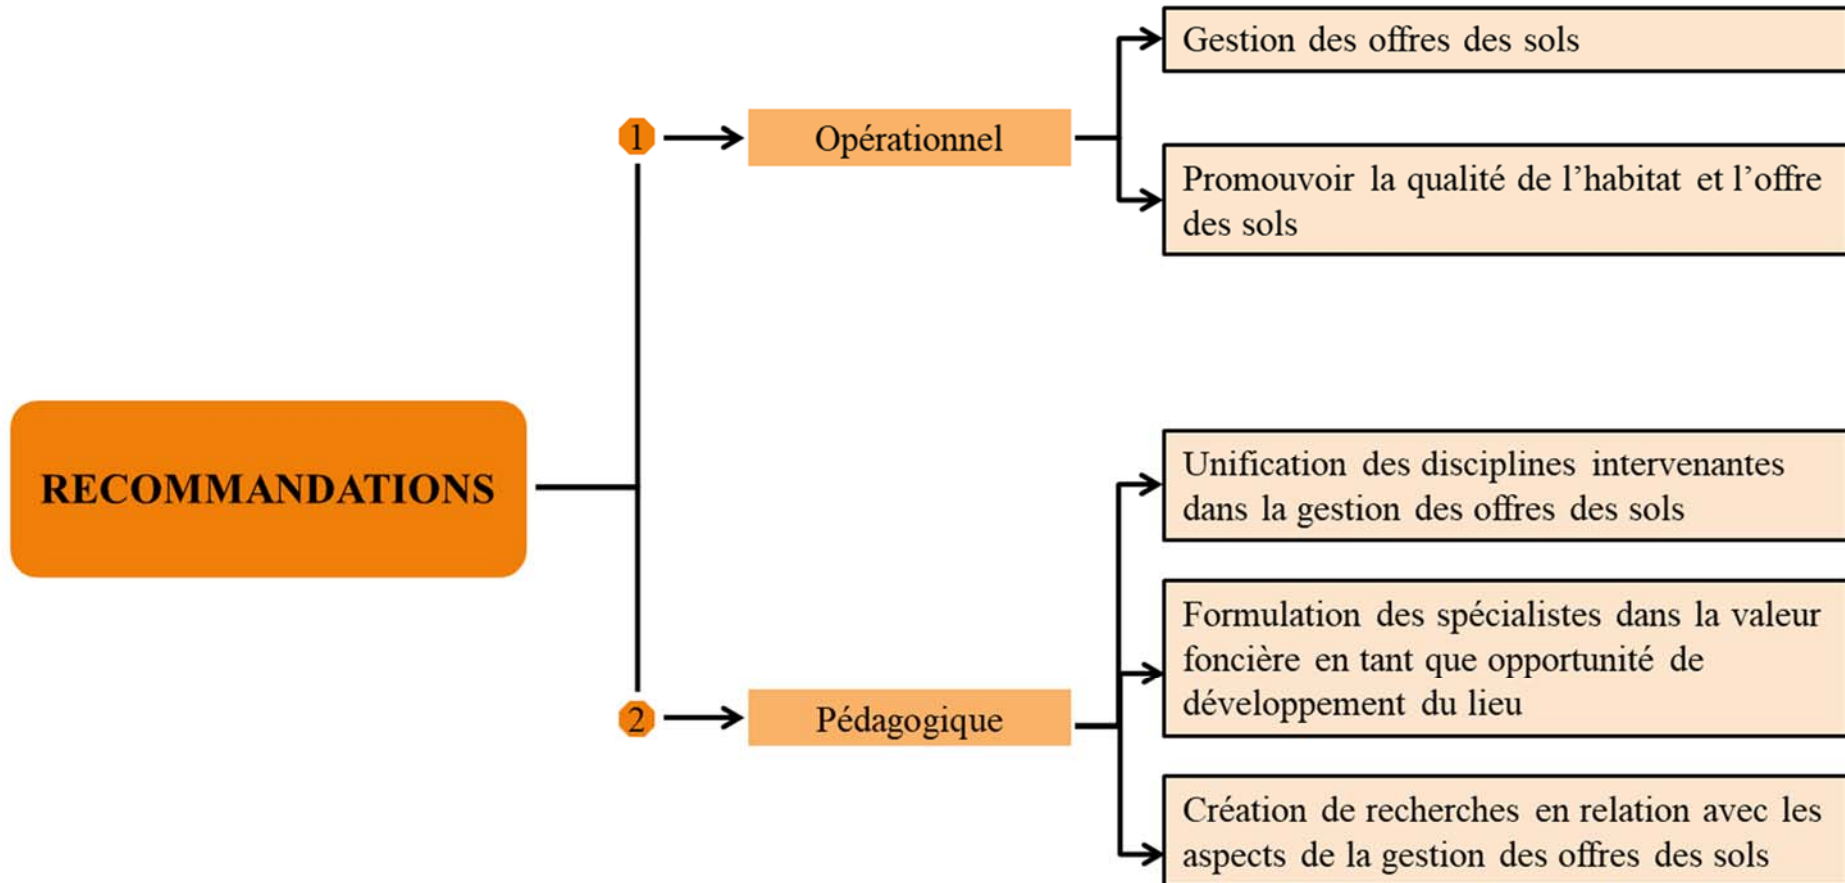 RECOMMANDATIONS
1
Opérationnel
Gestion des offres des sols
Promouvoir la qualité de l’habitat et l’offre
des sols
2
Pédagogique
Unification des disciplines intervenantes
dans la gestion des offres des sols
Formulation des spécialistes dans la valeur
foncière en tant que opportunité de
développement du lieu
Création de recherches en relation avec les
aspects de la gestion des offres des sols